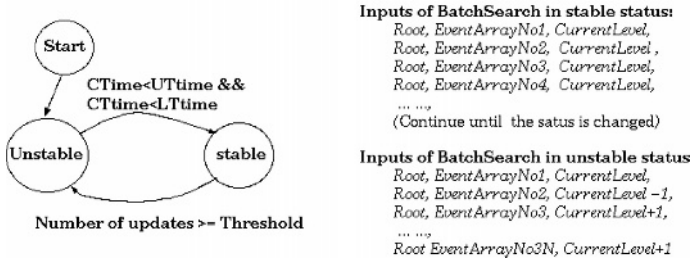 Start
CTime<UTtime &&
CTtime<LTtime
Unstable
stable
Number of updates >= Threshold
Inputs of BatchSearch in stable status:
Root, EventArrayNo1, CurrentLevel,
Root, EventArrayNo2, CurrentLevel ,
Root, EventArrayNo3, CurrentLevel,
Root, EventArrayNo4, CurrentLevel,
... ...,
(Continue until the satus is changed)
Inputs of BatchSearch in unstable status
Root, EventArrayNo1, CurrentLevel,
Root, EventArrayNo2, CurrentLevel -1,
Root, EventArrayNo3, CurrentLevel+1,
... ...,
Root EventArrayNo3N, CurrentLevel+1